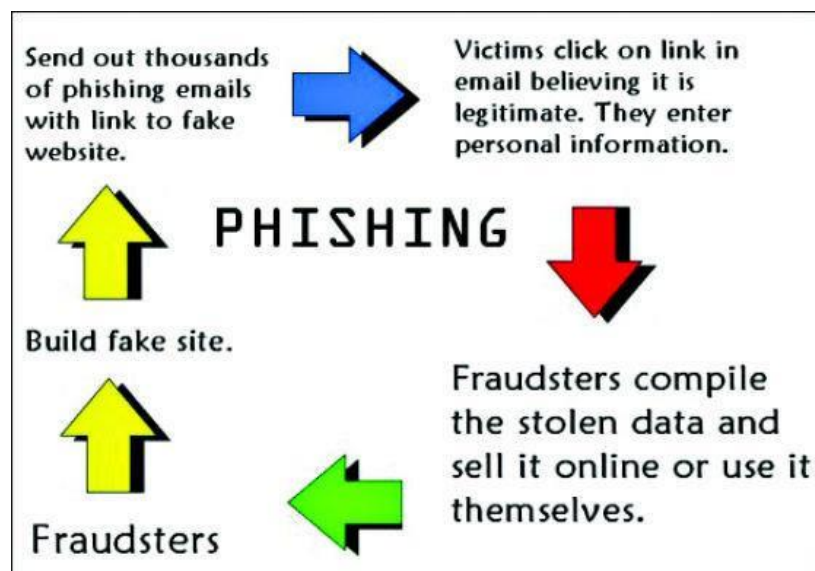 Send out thousands
of phishing emails
with link to fake
website.
Victims click on link in
email believing it is
legitimate. They enter
personal information.
PHISHING
Build fake site.
Fraudsters compile
the stolen data and
sell it online or use it
themselves.
Fraudsters